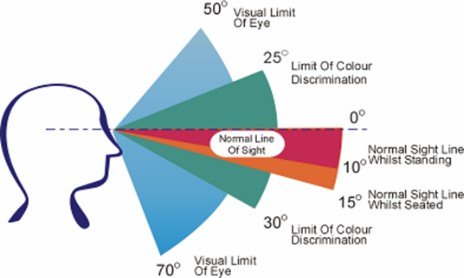 50° Visual Limit
Of Eye
25° Limit Of Colour
Discrimination
0°
Normal Line
Of Sight
Normal Sight Line
10° Whilst Standing
15° Normal Sight Line
Whilst Seated
30° Limit Of Colour
Discrimination
70° Visual Limit
Of Eye